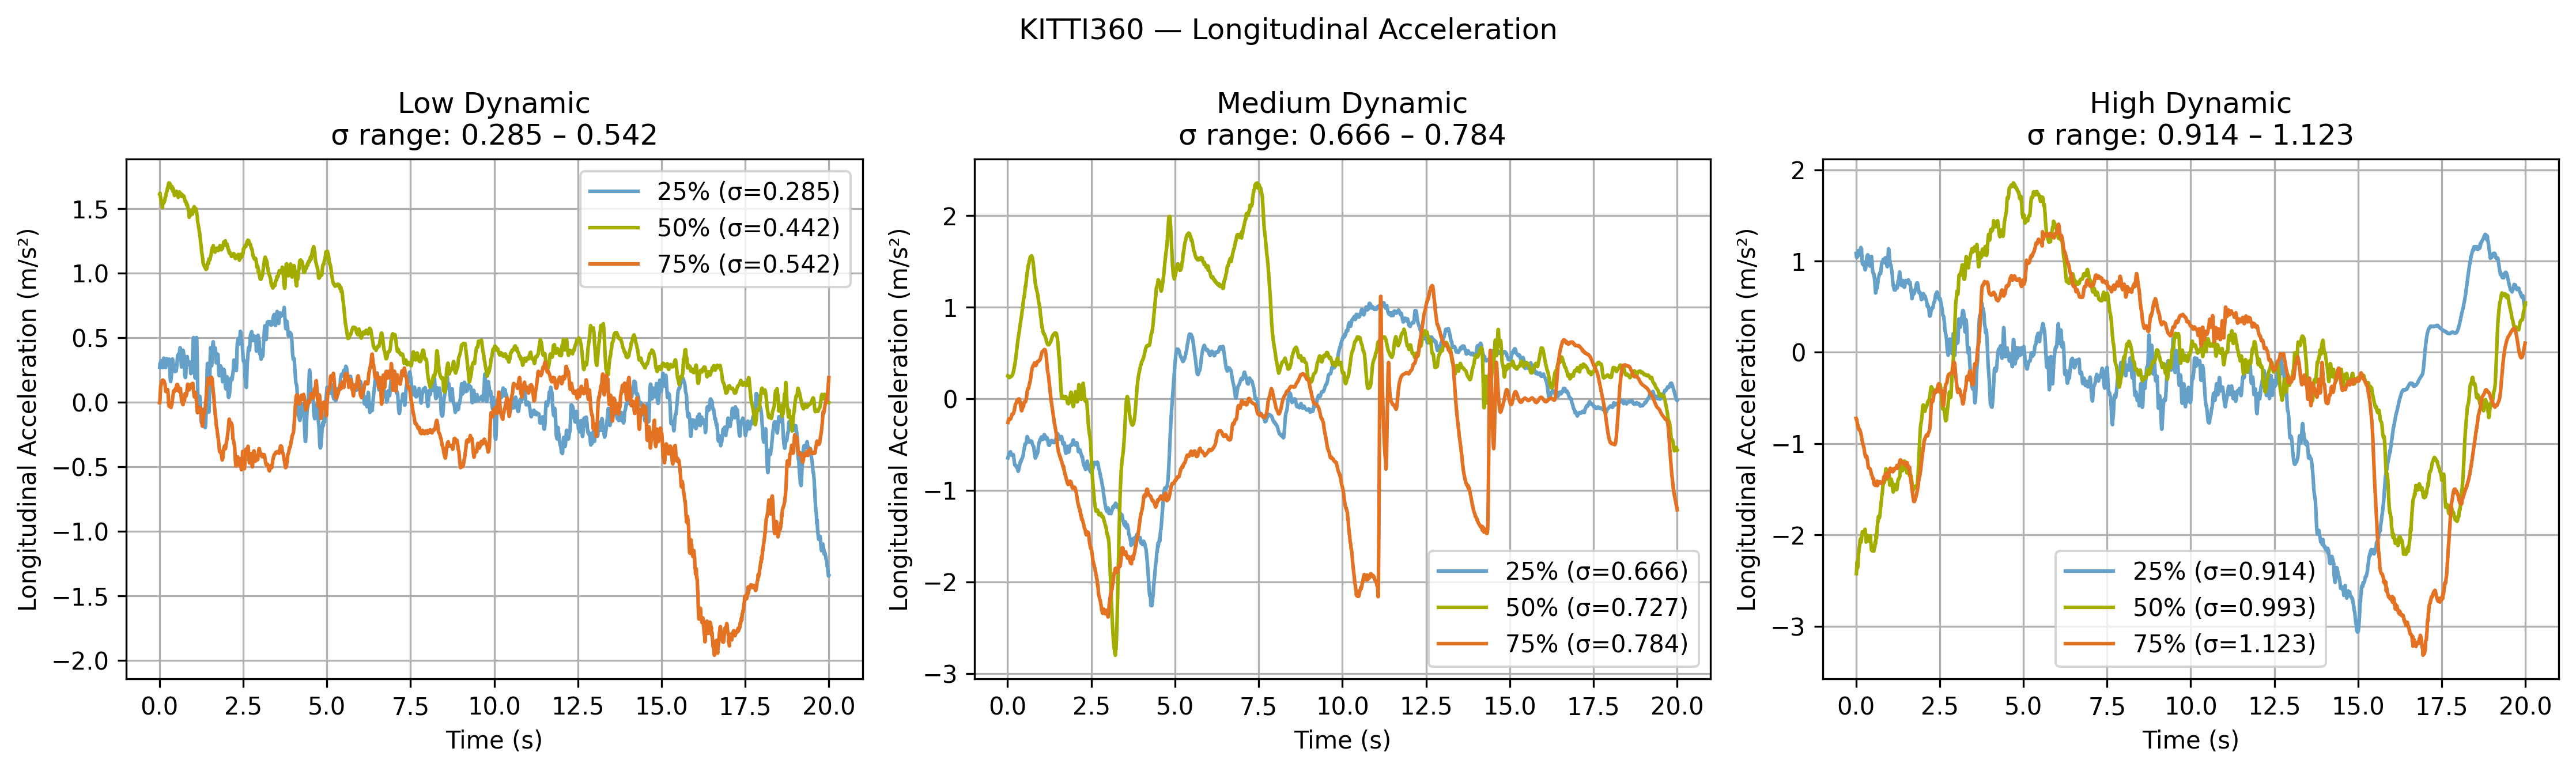 KITTI360 — Longitudinal Acceleration
Low Dynamic
σ range: 0.285 – 0.542
Longitudinal Acceleration (m/s²)
1.5
1.0
0.5
0.0
−0.5
−1.0
−1.5
−2.0
25% (σ=0.285)
50% (σ=0.442)
75% (σ=0.542)
0.0 2.5 5.0 7.5 10.0 12.5 15.0 17.5 20.0
Time (s)
Medium Dynamic
σ range: 0.666 – 0.784
Longitudinal Acceleration (m/s²)
2
1
0
−1
−2
−3
25% (σ=0.666)
50% (σ=0.727)
75% (σ=0.784)
0.0 2.5 5.0 7.5 10.0 12.5 15.0 17.5 20.0
Time (s)
High Dynamic
σ range: 0.914 – 1.123
Longitudinal Acceleration (m/s²)
2
1
0
−1
−2
−3
25% (σ=0.914)
50% (σ=0.993)
75% (σ=1.123)
0.0 2.5 5.0 7.5 10.0 12.5 15.0 17.5 20.0
Time (s)